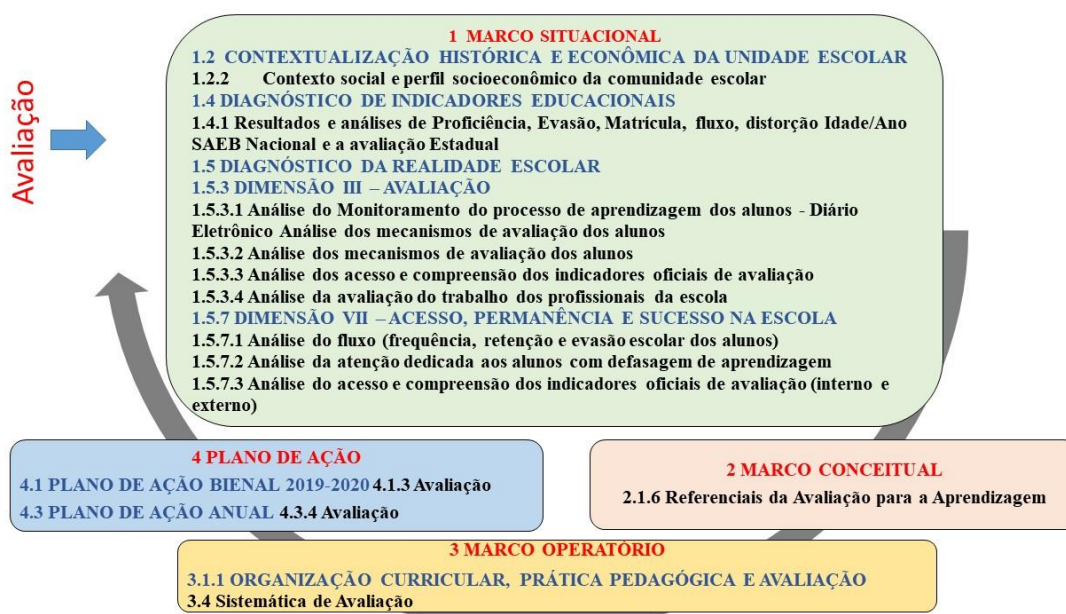 Avaliação
1 MARCO SITUACIONAL
1.2 CONTEXTUALIZAÇÃO HISTÓRICA E ECONÔMICA DA UNIDADE ESCOLAR
1.2.2 Contexto social e perfil socioeconômico da comunidade escolar
1.4 DIAGNÓSTICO DE INDICADORES EDUCACIONAIS
1.4.1 Resultados e análises de Proficiência, Evasão, Matrícula, fluxo, distorção Idade/Ano
SAEB Nacional e a avaliação Estadual
1.5 DIAGNÓSTICO DA REALIDADE ESCOLAR
1.5.3 DIMENSÃO III – AVALIAÇÃO
1.5.3.1 Análise do Monitoramento do processo de aprendizagem dos alunos - Diário
Eletrônico Análise dos mecanismos de avaliação dos alunos
1.5.3.2 Análise dos mecanismos de avaliação dos alunos
1.5.3.3 Análise dos acesso e compreensão dos indicadores oficiais de avaliação
1.5.3.4 Análise da avaliação do trabalho dos profissionais da escola
1.5.7 DIMENSÃO VII – ACESSO, PERMANÊNCIA E SUCESSO NA ESCOLA
1.5.7.1 Análise do fluxo (frequência, retenção e evasão escolar dos alunos)
1.5.7.2 Análise da atenção dedicada aos alunos com defasagem de aprendizagem
1.5.7.3 Análise do acesso e compreensão dos indicadores oficiais de avaliação (interno e
externo)
4 PLANO DE AÇÃO
4.1 PLANO DE AÇÃO BIENAL 2019-2020 4.1.3 Avaliação
4.3 PLANO DE AÇÃO ANUAL 4.3.4 Avaliação
2 MARCO CONCEITUAL
2.1.6 Referenciais da Avaliação para a Aprendizagem
3 MARCO OPERATÓRIO
3.1.1 ORGANIZAÇÃO CURRICULAR, PRÁTICA PEDAGÓGICA E AVALIAÇÃO
3.4 Sistemática de Avaliação